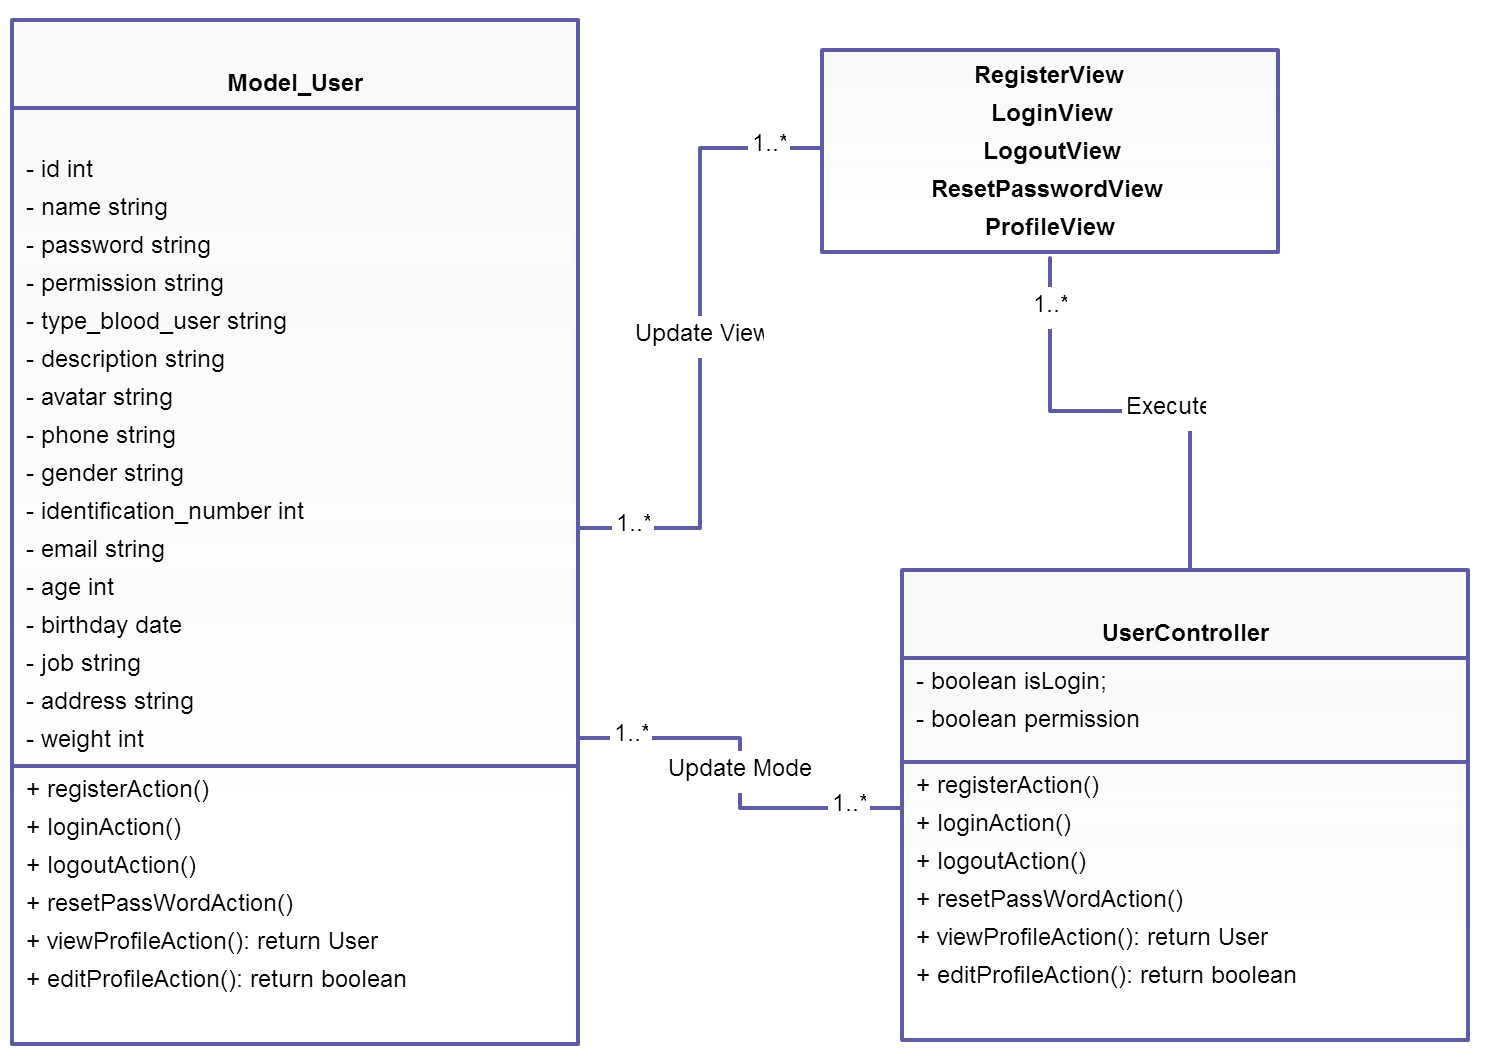 Model_User
- id int
- name string
- password string
- permission string
- type_blood_user string
- description string
- avatar string
- phone string
- gender string
- identification_number int
- email string
- age int
- birthday date
- job string
- address string
- weight int
+ registerAction()
+ loginAction()
+ logoutAction()
+ resetPassWordAction()
+ viewProfileAction(): return User
+ editProfileAction(): return boolean
1..*
Update View
1..*
RegisterView
LoginView
LogoutView
ResetPasswordView
ProfileView
1..*
Execute
1..*
Update Mode
1..*
UserController
- boolean isLogin;
- boolean permission
+ registerAction()
+ loginAction()
+ logoutAction()
+ resetPassWordAction()
+ viewProfileAction(): return User
+ editProfileAction(): return boolean